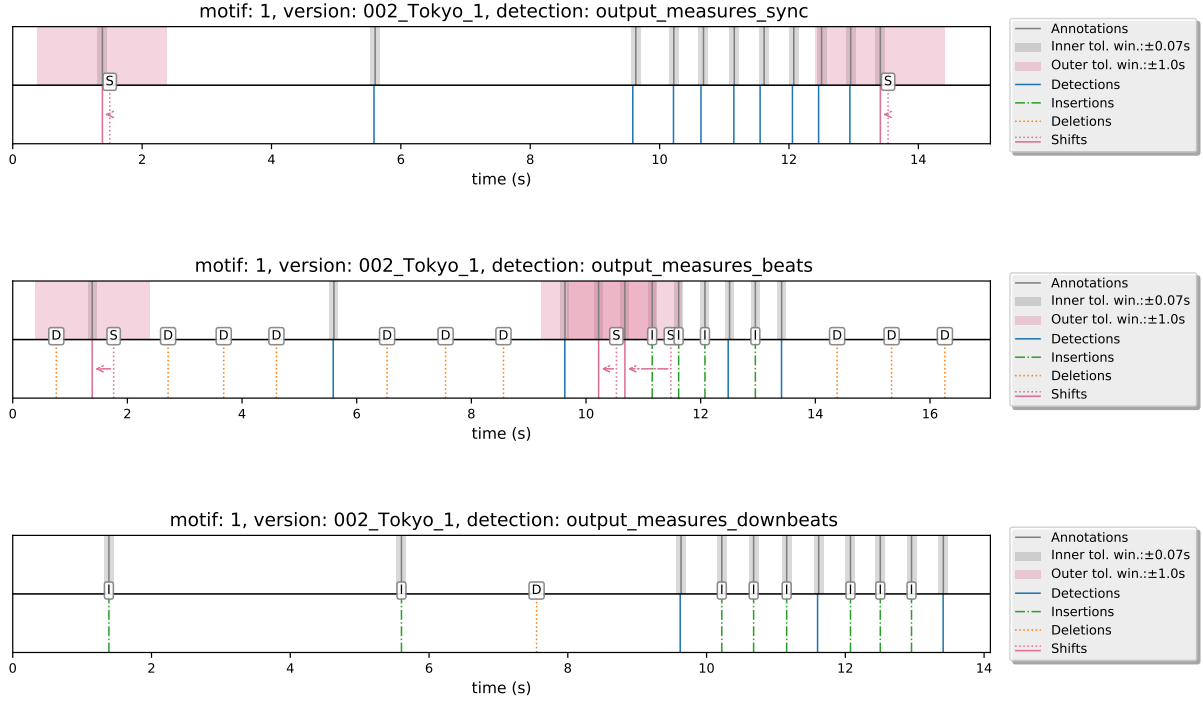 motif: 1, version: 002_Tokyo_1, detection: output_measures_sync
S S
0 2 4 6 8 10 12 14
time (s)
Annotations
Inner tol. win.:±0.07s
Outer tol. win.:±1.0s
Detections
Insertions
Deletions
Shifts
motif: 1, version: 002_Tokyo_1, detection: output_measures_beats
D S D D D D D D S I S I I I D D D
0 2 4 6 8 10 12 14 16
time (s)
Annotations
Inner tol. win.:±0.07s
Outer tol. win.:±1.0s
Detections
Insertions
Deletions
Shifts
motif: 1, version: 002_Tokyo_1, detection: output_measures_downbeats
I I D I I I I I I
0 2 4 6 8 10 12 14
time (s)
Annotations
Inner tol. win.:±0.07s
Outer tol. win.:±1.0s
Detections
Insertions
Deletions
Shifts